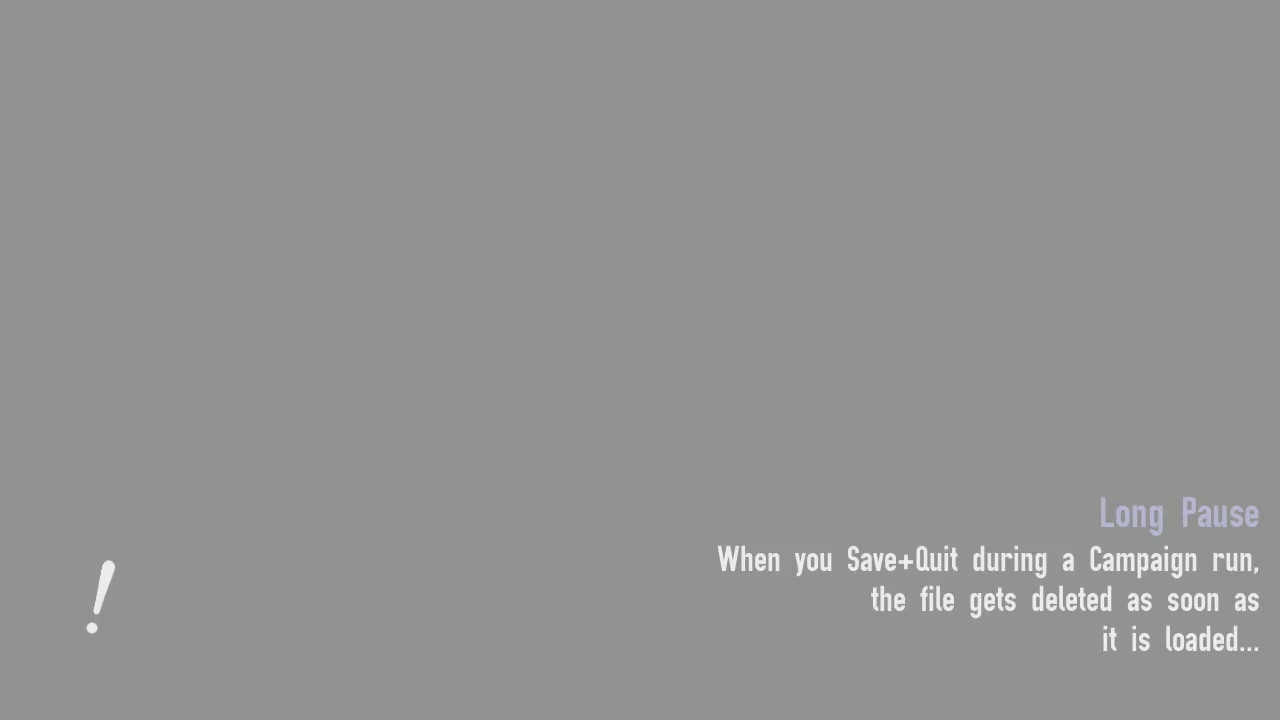 Long Pause
When you Save+Quit during a Campaign run,
the file gets deleted as soon as
it is loaded...
!